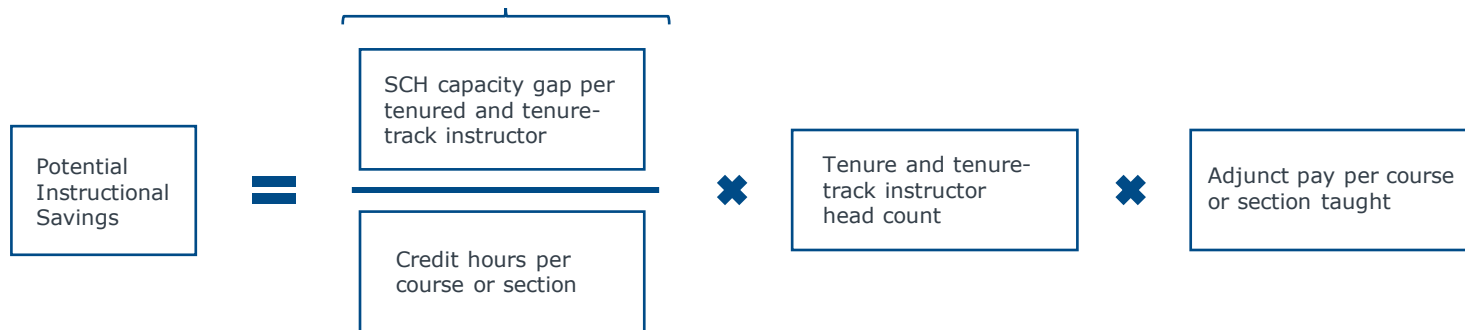 SCH capacity gap per
tenured and tenure-
track instructor
Potential
Instructional
Savings
=
Credit hours per
course or section
✖
Tenure and tenure-
track instructor
head count
✖
Adjunct pay per course
or section taught